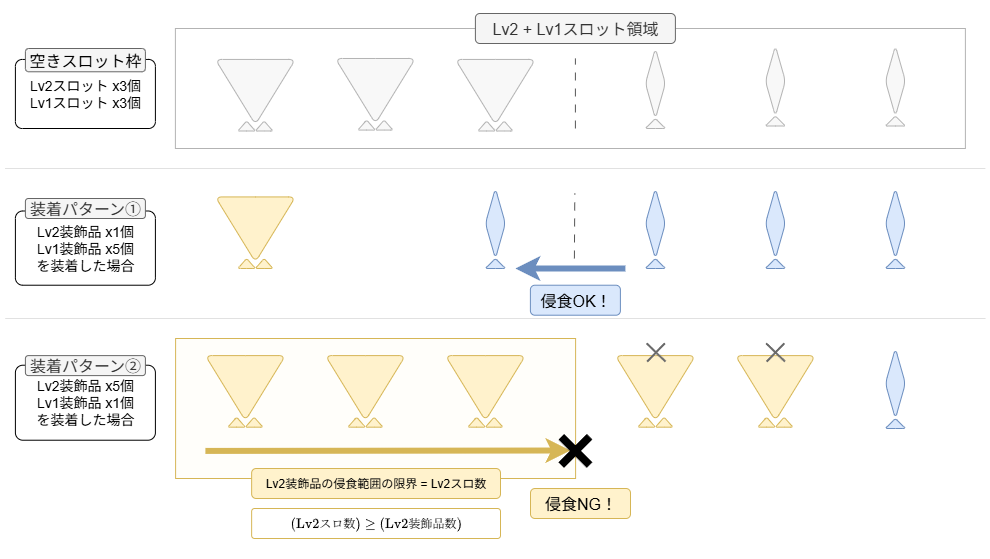 Lv2 + Lv1スロット領域
空きスロット枠
Lv2スロット x3個
Lv1スロット x3個
装着パターン①
Lv2装飾品 x1個
Lv1装飾品 x5個
を装着した場合
侵食OK！
装着パターン②
Lv2装飾品 x5個
Lv1装飾品 x1個
を装着した場合
Lv2装飾品の侵食範囲の限界 = Lv2スロ数
侵食NG！
(Lv2スロ数) ≥ (Lv2装飾品数)